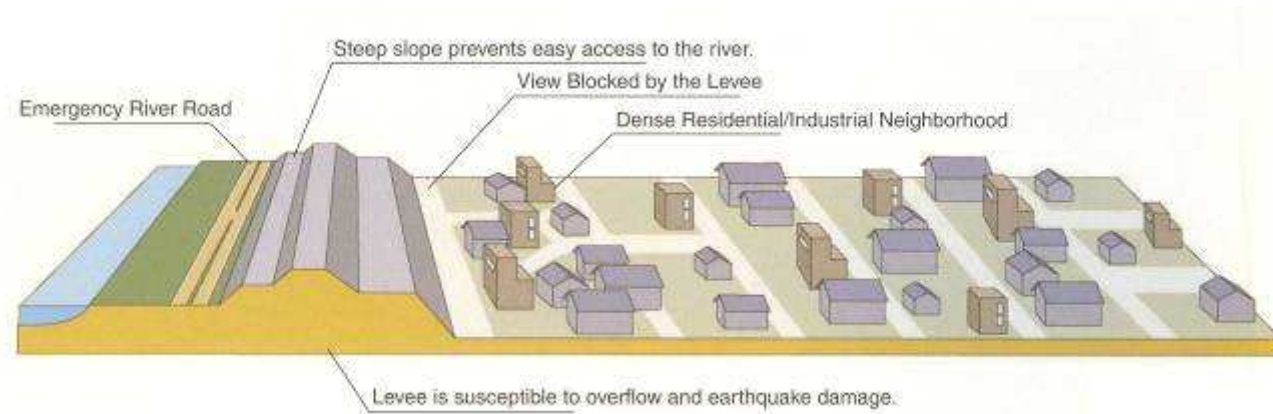 Steep slope prevents easy access to the river.
View Blocked by the Levee
Emergency River Road
Dense Residential/Industrial Neighborhood
Levee is susceptible to overflow and earthquake damage.